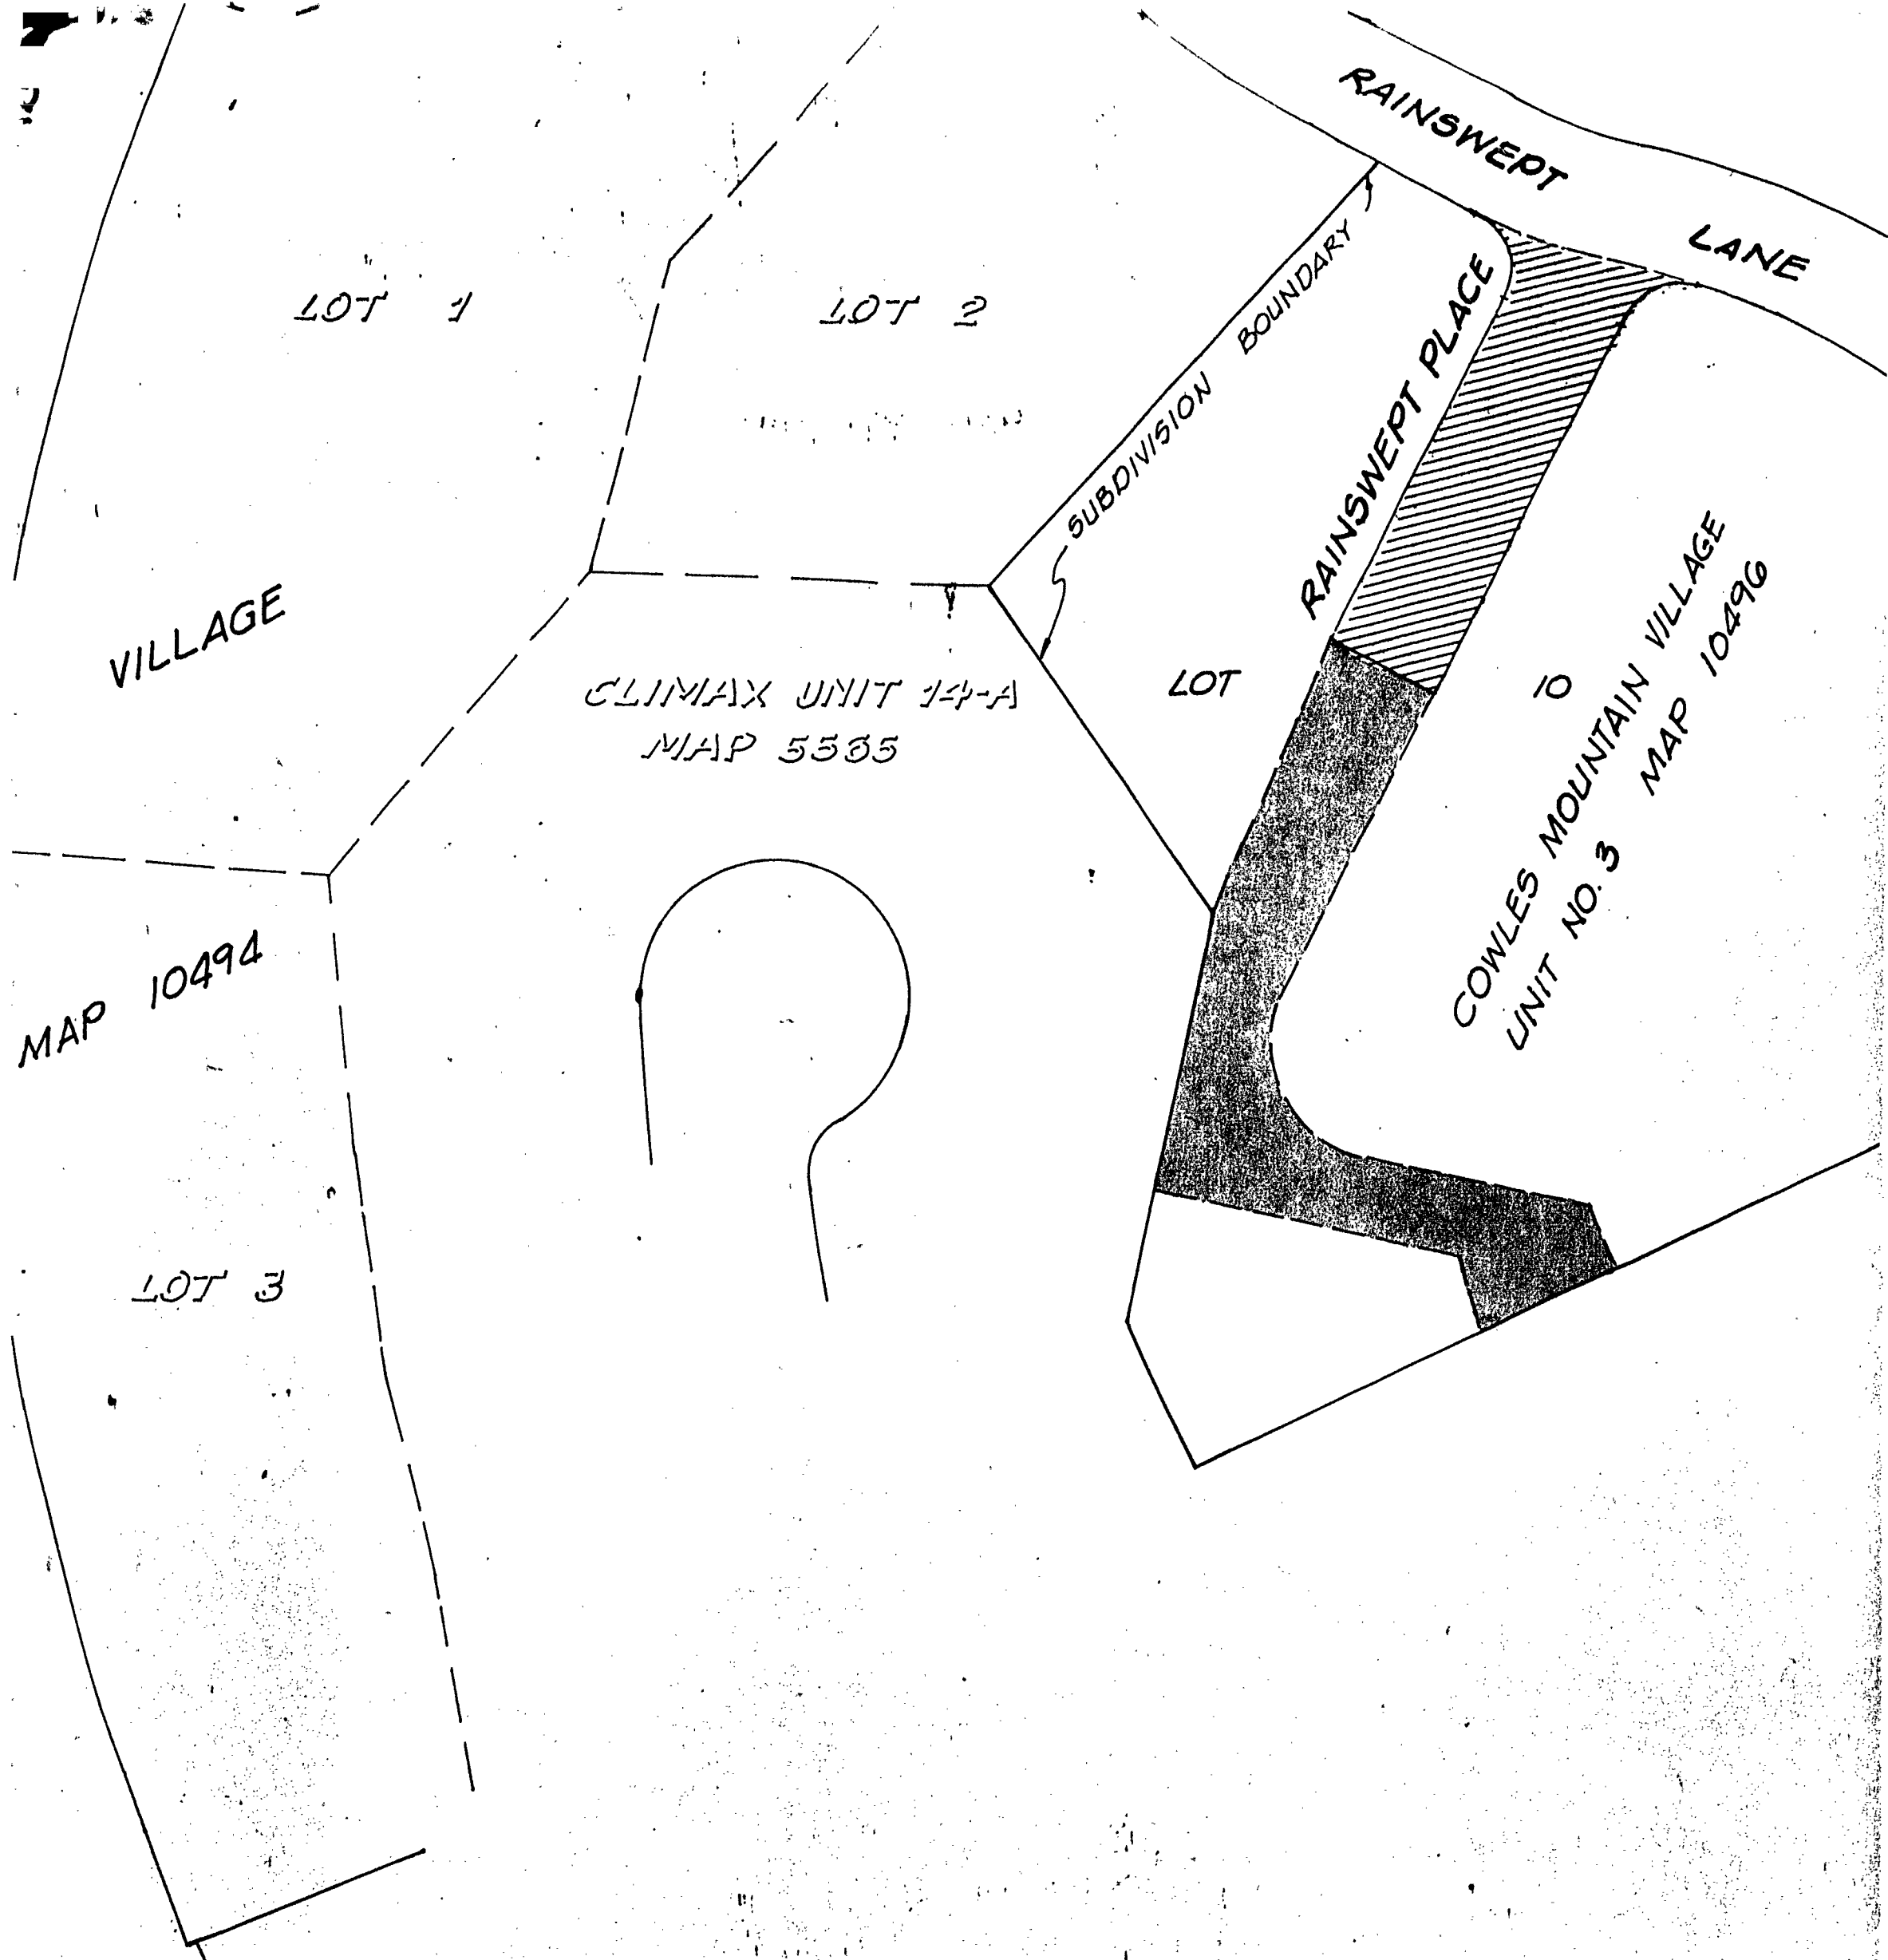 RAINSWEPT
LANE
LOT 1
LOT 2
SUBDIVISION BOUNDARY
RAINSWEPT PLACE
VILLAGE
CLIMAX UNIT 14-A
MAP 5585
LOT
10
COWLES MOUNTAIN VILLAGE
UNIT NO. 3 MAP 10496
MAP 10494
LOT 3